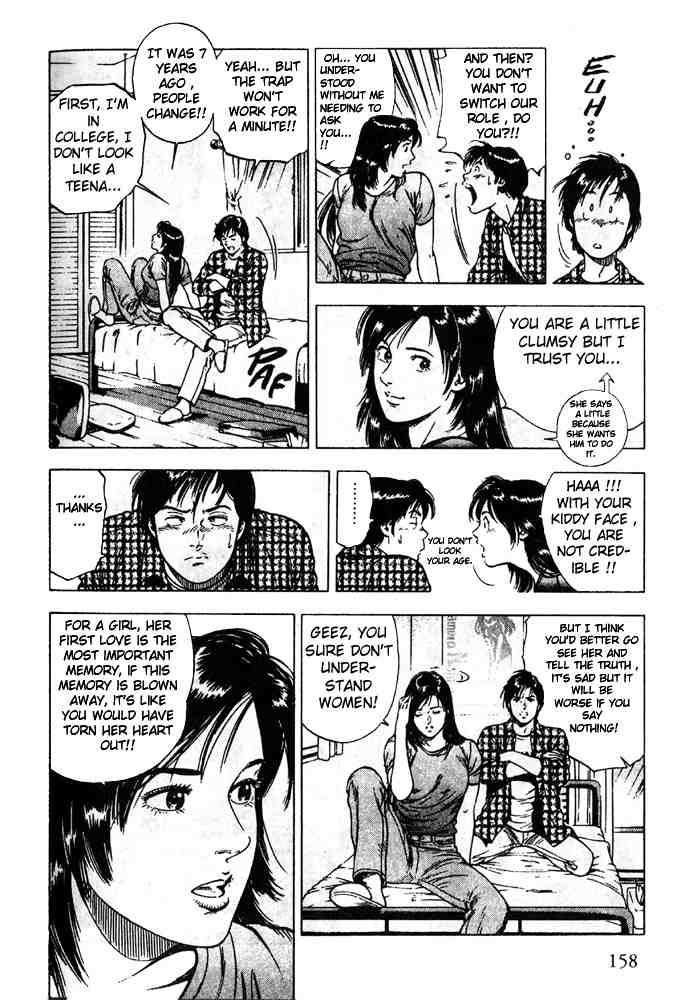 EUH...
AND THEN?
YOU DON'T
WANT TO
SWITCH OUR
ROLE , DO
YOU?!!
OH... YOU
UNDER-
STOOD
WITHOUT ME
NEEDING TO
ASK
YOU...
!!
YEAH... BUT
THE TRAP
WON'T
WORK FOR
A MINUTE!!
IT WAS 7
YEARS
AGO ,
PEOPLE
CHANGE!!
FIRST, I'M
IN
COLLEGE, I
DON'T LOOK
LIKE A
TEENA...
PAF
YOU ARE A LITTLE
CLUMSY BUT I
TRUST YOU...
SHE SAYS
A LITTLE
BECAUSE
SHE WANTS
HIM TO DO
IT.
HAAA !!!
WITH YOUR
KIDDY FACE ,
YOU ARE
NOT CRED-
IBLE !!
YOU DON'T
LOOK
YOUR AGE.
........
...
THANKS
...
BUT I THINK
YOU'D BETTER GO
SEE HER AND
TELL THE TRUTH ,
IT'S SAD BUT IT
WILL BE
WORSE IF YOU
SAY
NOTHING!
GEEZ, YOU
SURE DON'T
UNDER-
STAND
WOMEN!
FOR A GIRL, HER
FIRST LOVE IS THE
MOST IMPORTANT
MEMORY, IF THIS
MEMORY IS BLOWN
AWAY, IT'S LIKE
YOU WOULD HAVE
TORN HER HEART
OUT!!
158